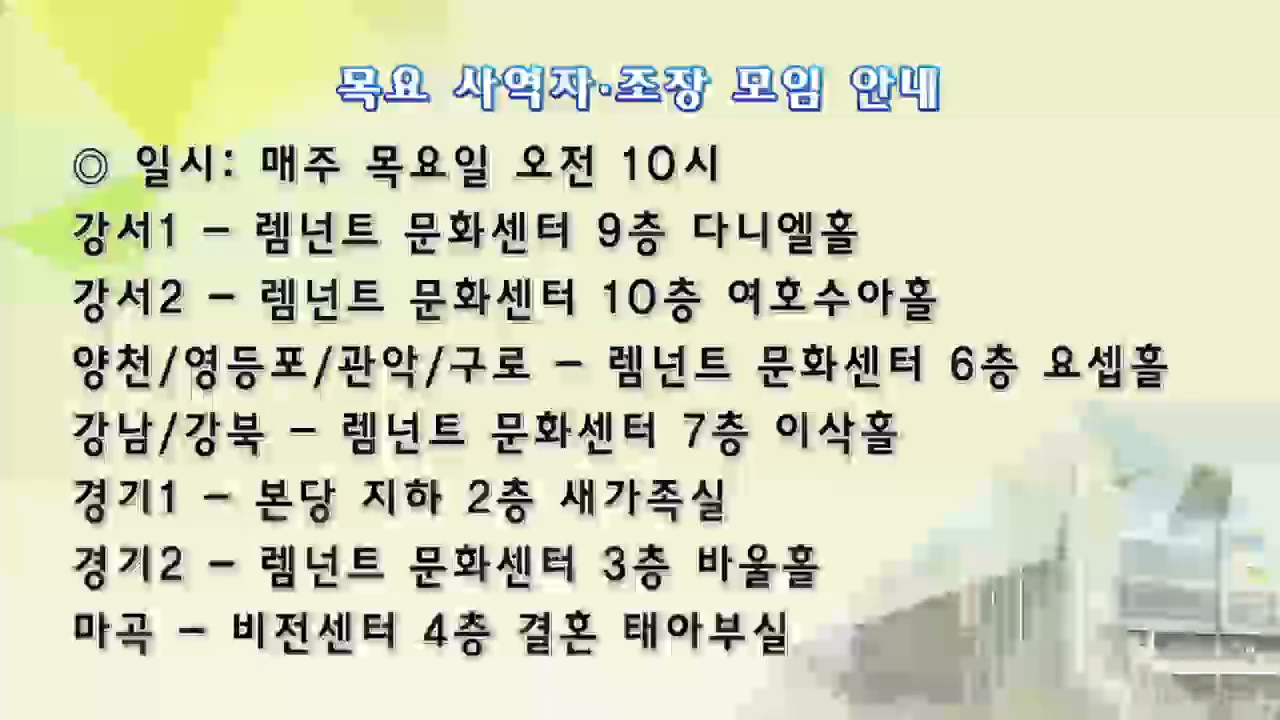 목요 사역자·조장 모임 안내
◎ 일시: 매주 목요일 오전 10시
강서1 - 렘넌트 문화센터 9층 다니엘홀
강서2 - 렘넌트 문화센터 10층 여호수아홀
양천/영등포/관악/구로 - 렘넌트 문화센터 6층 요셉홀
강남/강북 - 렘넌트 문화센터 7층 이삭홀
경기1 - 본당 지하 2층 새가족실
경기2 - 렘넌트 문화센터 3층 바울홀
마곡 - 비전센터 4층 결혼 태아부실